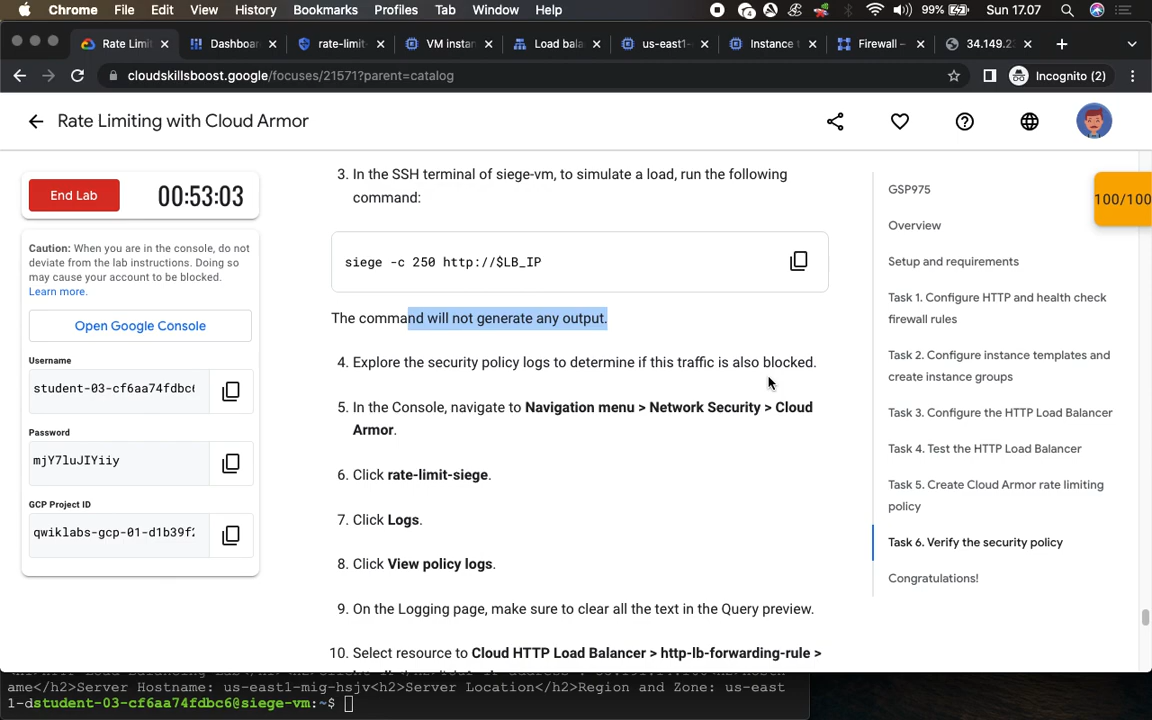 Chrome File Edit View History Bookmarks Profiles Tab Window Help 99% Sun 17.07
Rate Limi Dashboa rate-limit- VM instan Load bala us-east1- Instance t Firewall – 34.149.23
cloudskillsboost.google/focuses/21571?parent=catalog Incognito (2)
Rate Limiting with Cloud Armor
End Lab 00:53:03
Caution: When you are in the console, do not
deviate from the lab instructions. Doing so
may cause your account to be blocked.
Learn more.
Open Google Console
Username
student-03-cf6aa74fdbc6
Password
mjY7luJIYiiy
GCP Project ID
qwiklabs-gcp-01-d1b39f2
3. In the SSH terminal of siege-vm, to simulate a load, run the following
command:
siege -c 250 http://$LB_IP
The command will not generate any output.
4. Explore the security policy logs to determine if this traffic is also blocked.
5. In the Console, navigate to Navigation menu > Network Security > Cloud
Armor.
6. Click rate-limit-siege.
7. Click Logs.
8. Click View policy logs.
9. On the Logging page, make sure to clear all the text in the Query preview.
10. Select resource to Cloud HTTP Load Balancer > http-lb-forwarding-rule >
GSP975
100/100
Overview
Setup and requirements
Task 1. Configure HTTP and health check
firewall rules
Task 2. Configure instance templates and
create instance groups
Task 3. Configure the HTTP Load Balancer
Task 4. Test the HTTP Load Balancer
Task 5. Create Cloud Armor rate limiting
policy
Task 6. Verify the security policy
Congratulations!
ame</h2>Server Hostname: us-east1-mig-hsjv<h2>Server Location</h2>Region and Zone: us-east
1-dstudent-03-cf6aa74fdbc6@siege-vm:~$